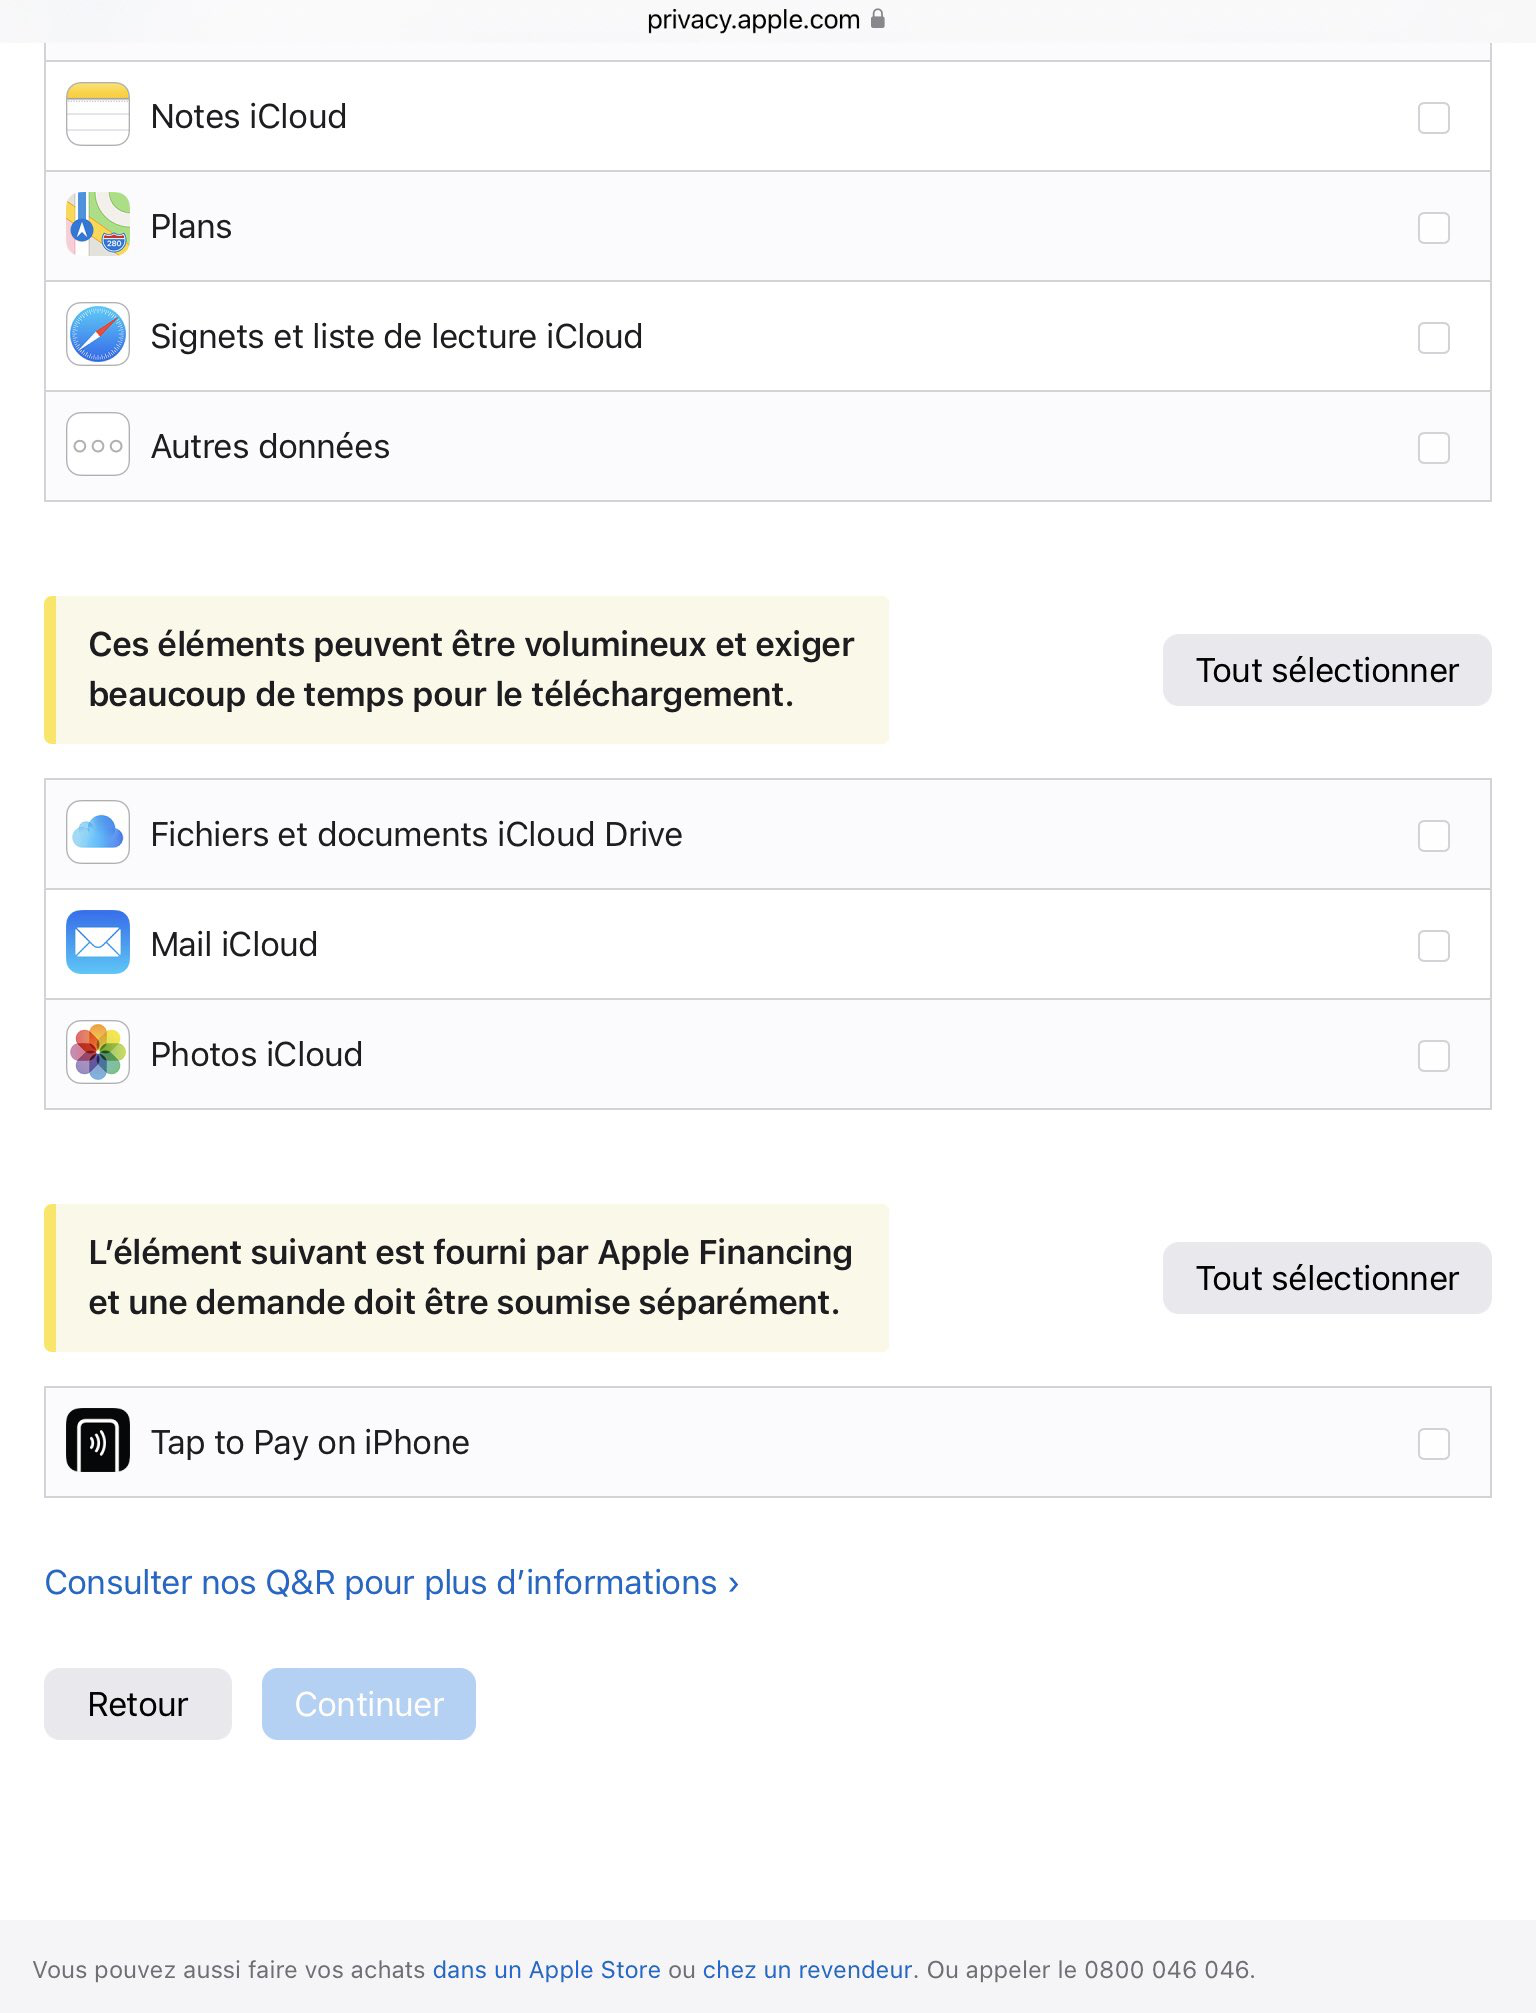 privacy.apple.com
Notes iCloud
280
Plans
Signets et liste de lecture iCloud
Autres données
Ces éléments peuvent être volumineux et exiger
beaucoup de temps pour le téléchargement.
Tout sélectionner
Fichiers et documents iCloud Drive
Mail iCloud
Photos iCloud
L’élément suivant est fourni par Apple Financing
et une demande doit être soumise séparément.
Tout sélectionner
Tap to Pay on iPhone
Consulter nos Q&R pour plus d’informations ›
Retour
Continuer
Vous pouvez aussi faire vos achats dans un Apple Store ou chez un revendeur. Ou appeler le 0800 046 046.